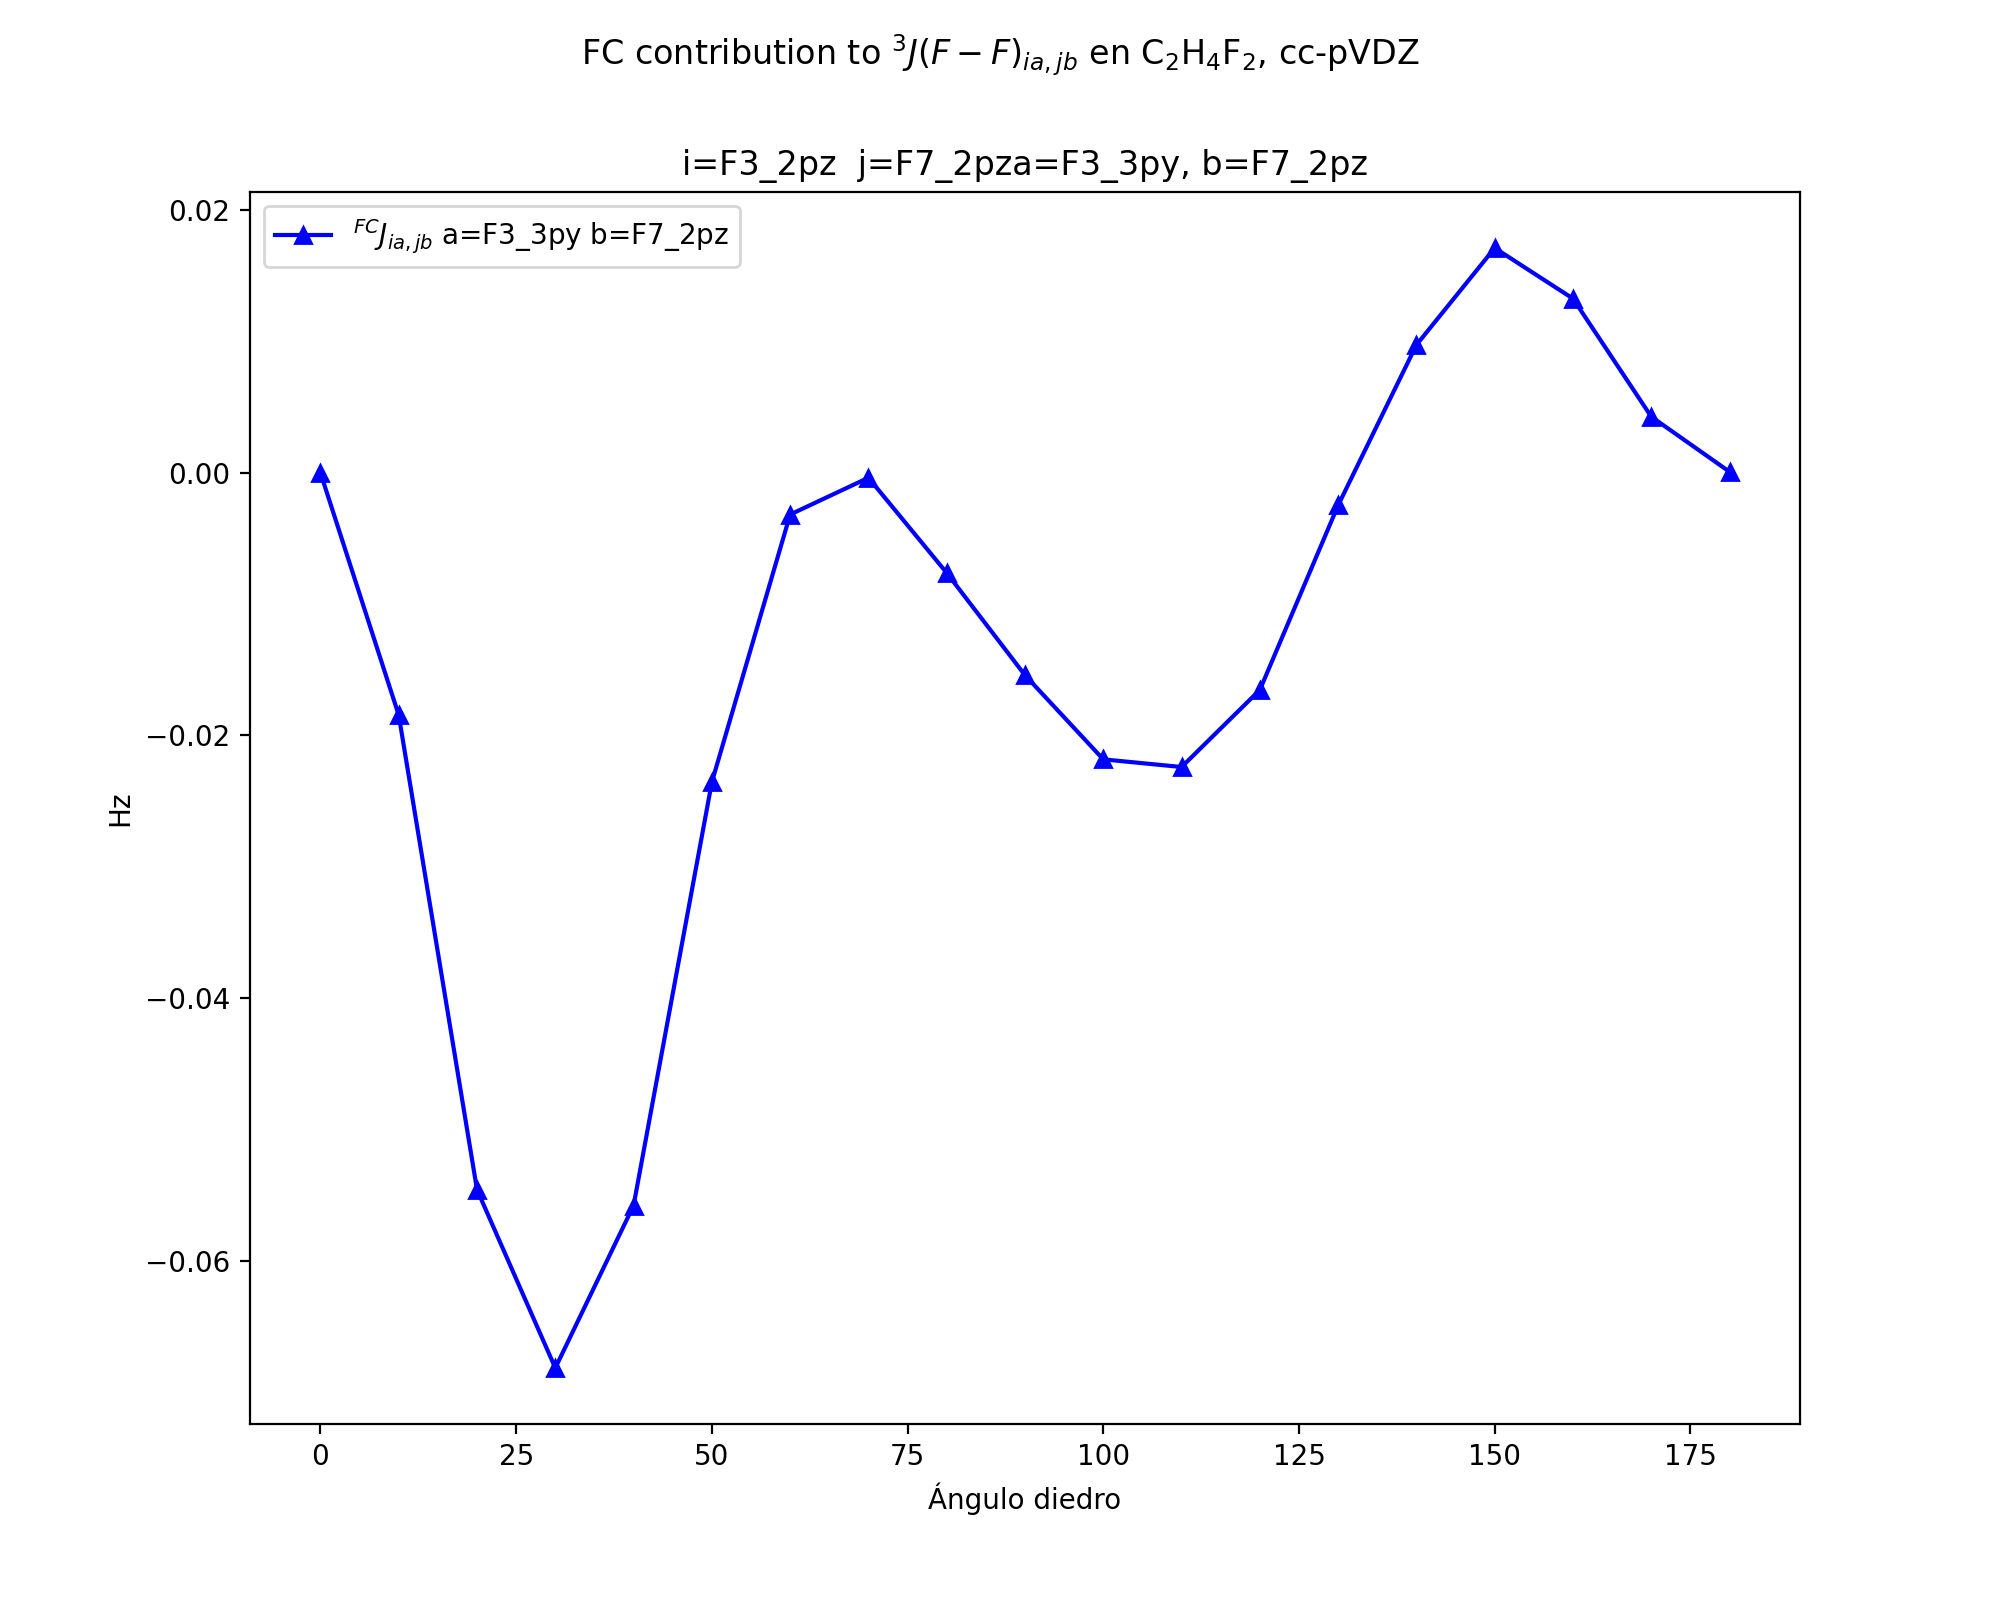 FC contribution to ³J(F − F)ia, jb en C₂H₄F₂, cc-pVDZ
i=F3_2pz  j=F7_2pza=F3_3py, b=F7_2pz
FCJia, jb a=F3_3py b=F7_2pz
0.02
0.00
−0.02
−0.04
−0.06
Hz
0 25 50 75 100 125 150 175
Ángulo diedro